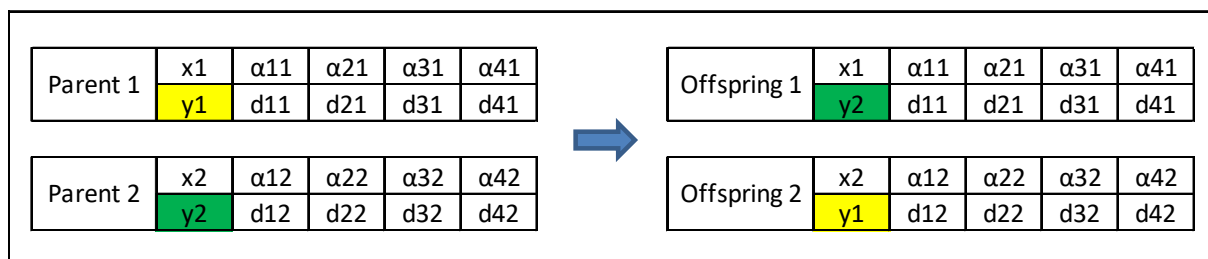 Parent 1 x1 α11 α21 α31 α41
y1 d11 d21 d31 d41
Parent 2 x2 α12 α22 α32 α42
y2 d12 d22 d32 d42
Offspring 1 x1 α11 α21 α31 α41
y2 d11 d21 d31 d41
Offspring 2 x2 α12 α22 α32 α42
y1 d12 d22 d32 d42